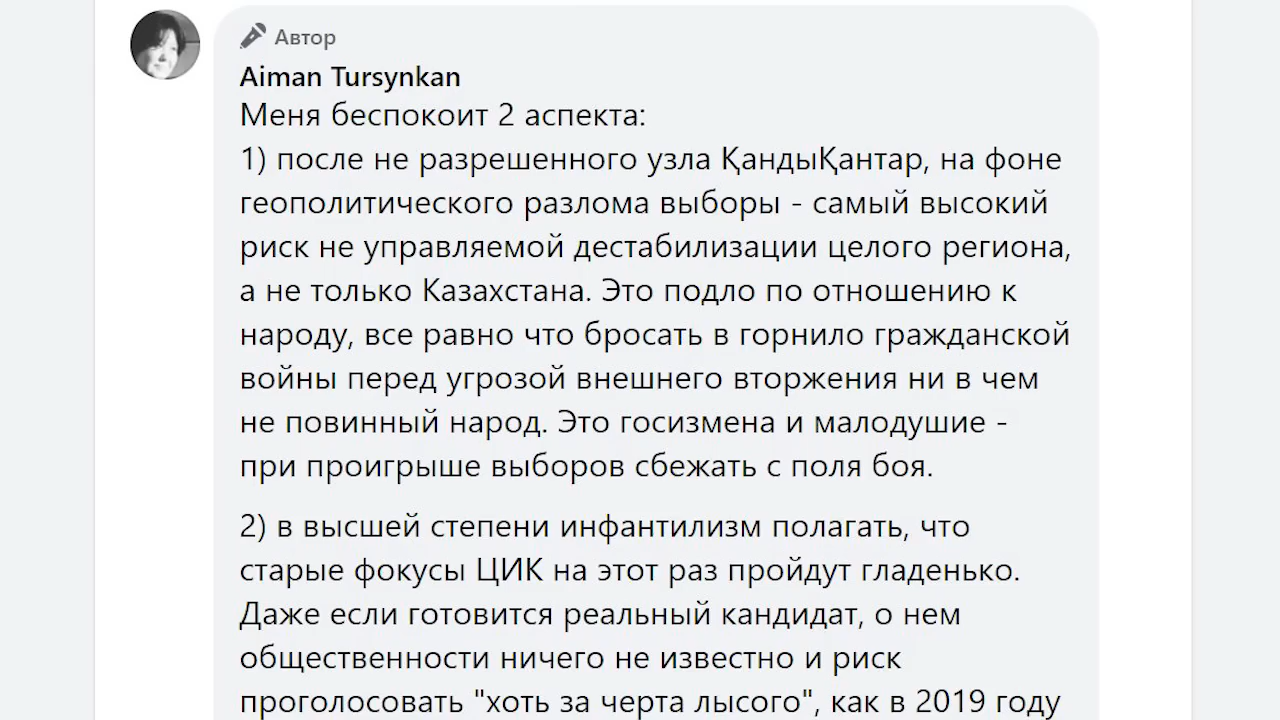 Автор
Aiman Tursynkan
Меня беспокоит 2 аспекта:
1) после не разрешенного узла ҚандыҚантар, на фоне
геополитического разлома выборы - самый высокий
риск не управляемой дестабилизации целого региона,
а не только Казахстана. Это подло по отношению к
народу, все равно что бросать в горнило гражданской
войны перед угрозой внешнего вторжения ни в чем
не повинный народ. Это госизмена и малодушие -
при проигрыше выборов сбежать с поля боя.
2) в высшей степени инфантилизм полагать, что
старые фокусы ЦИК на этот раз пройдут гладенько.
Даже если готовится реальный кандидат, о нем
общественности ничего не известно и риск
проголосовать "хоть за черта лысого", как в 2019 году